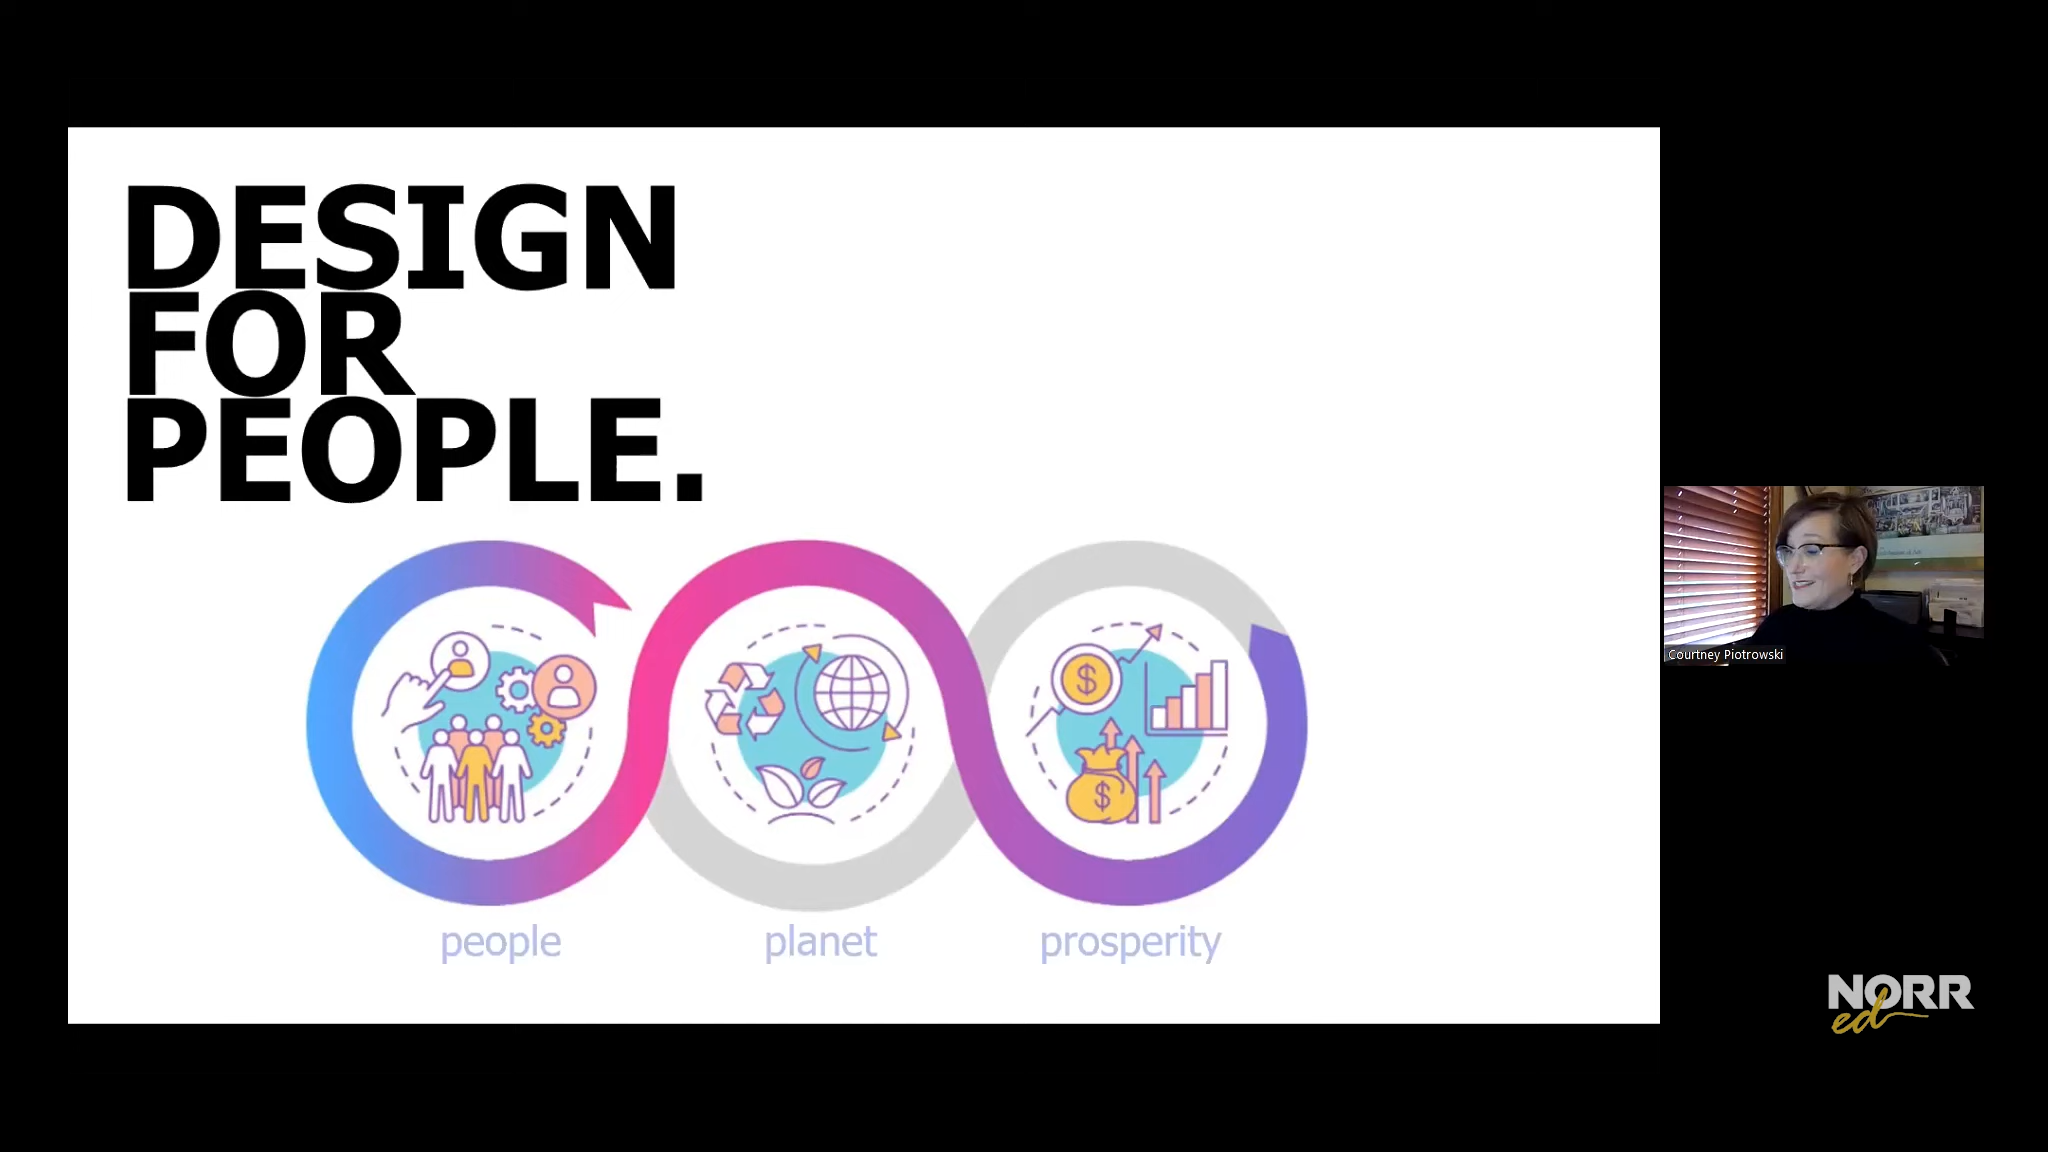 DESIGN
FOR
PEOPLE.
$
$
people
planet
prosperity
Courtney Piotrowski
NORR
ed